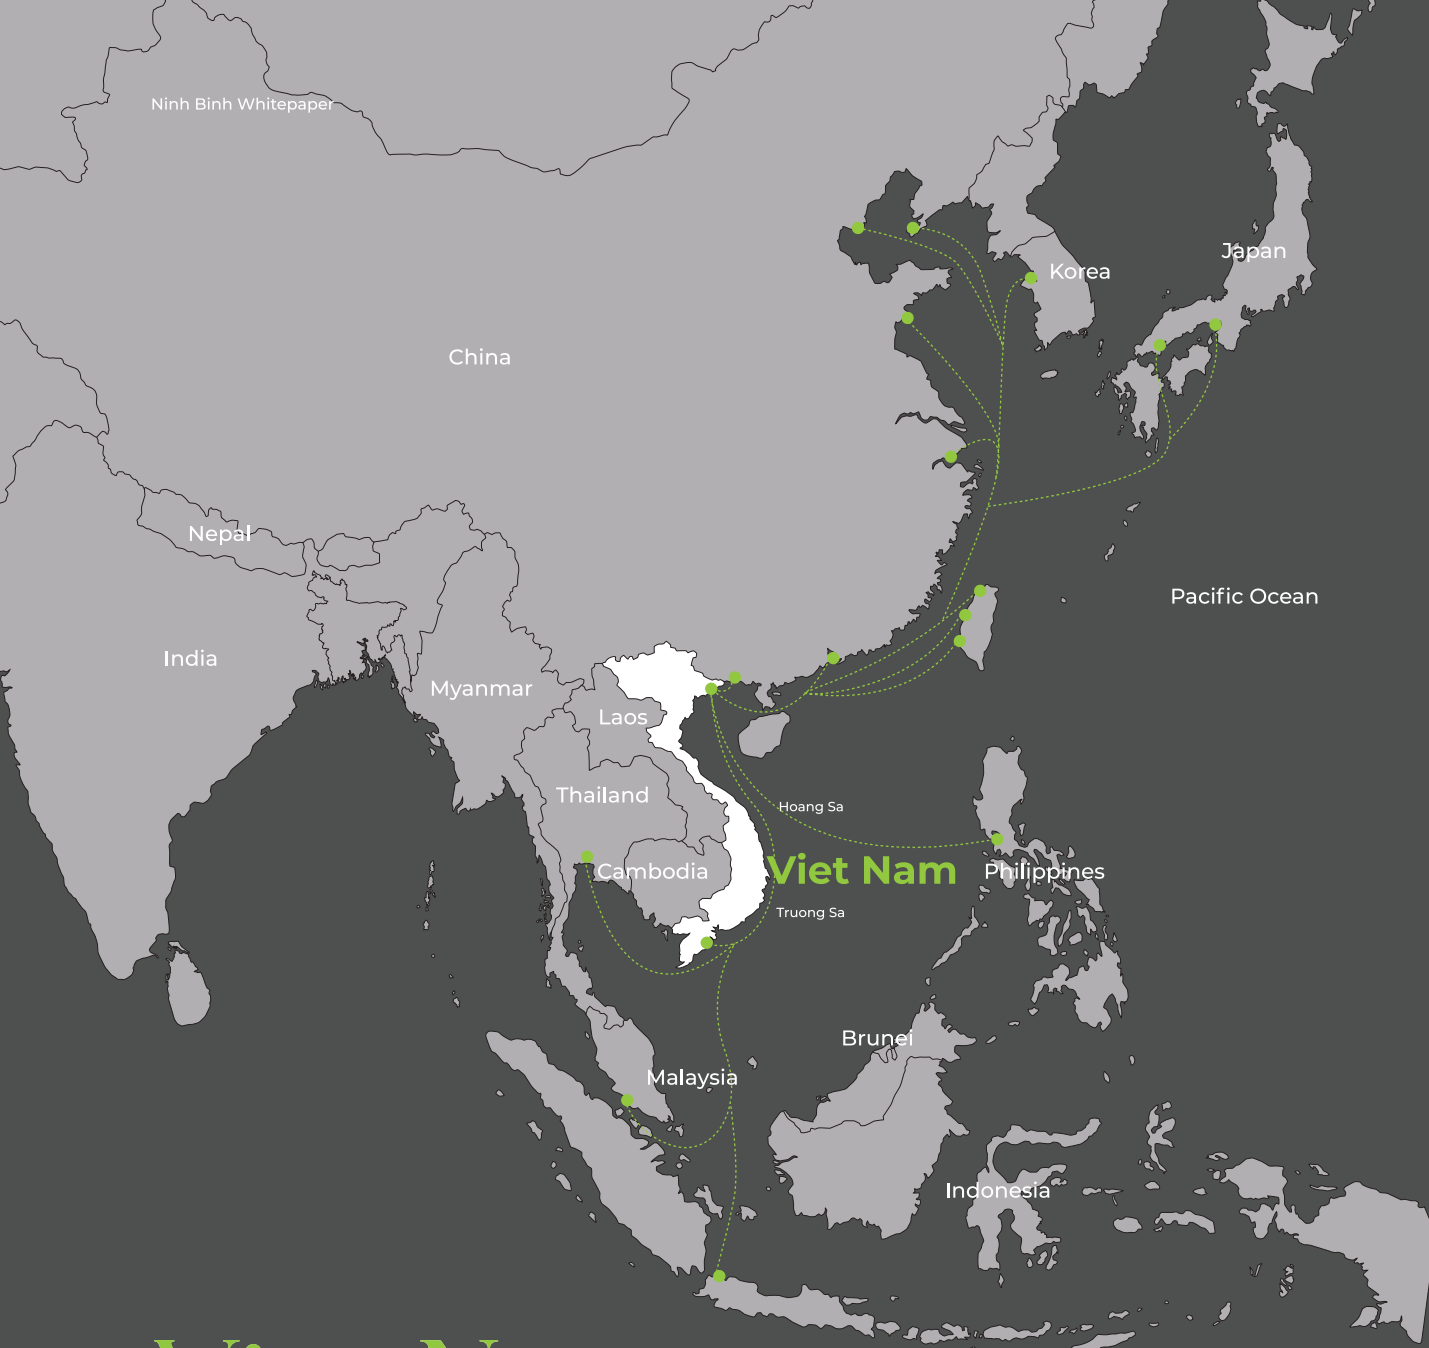 Ninh Binh Whitepaper
Japan
Korea
China
Nepal
Pacific Ocean
India
Myanmar
Laos
Thailand
Hoang Sa
Cambodia
Viet Nam
Philippines
Truong Sa
Brunei
Malaysia
Indonesia